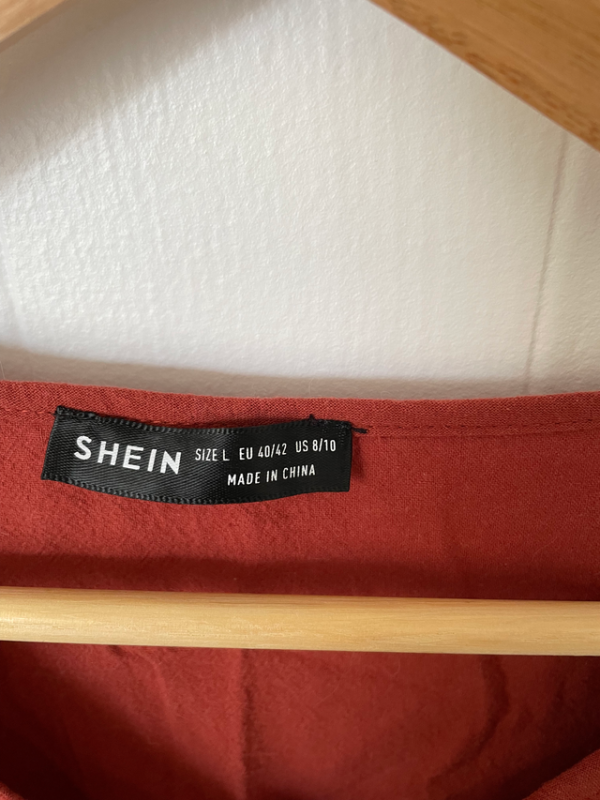 SHEIN SIZE L EU 40/42 US 8/10
MADE IN CHINA